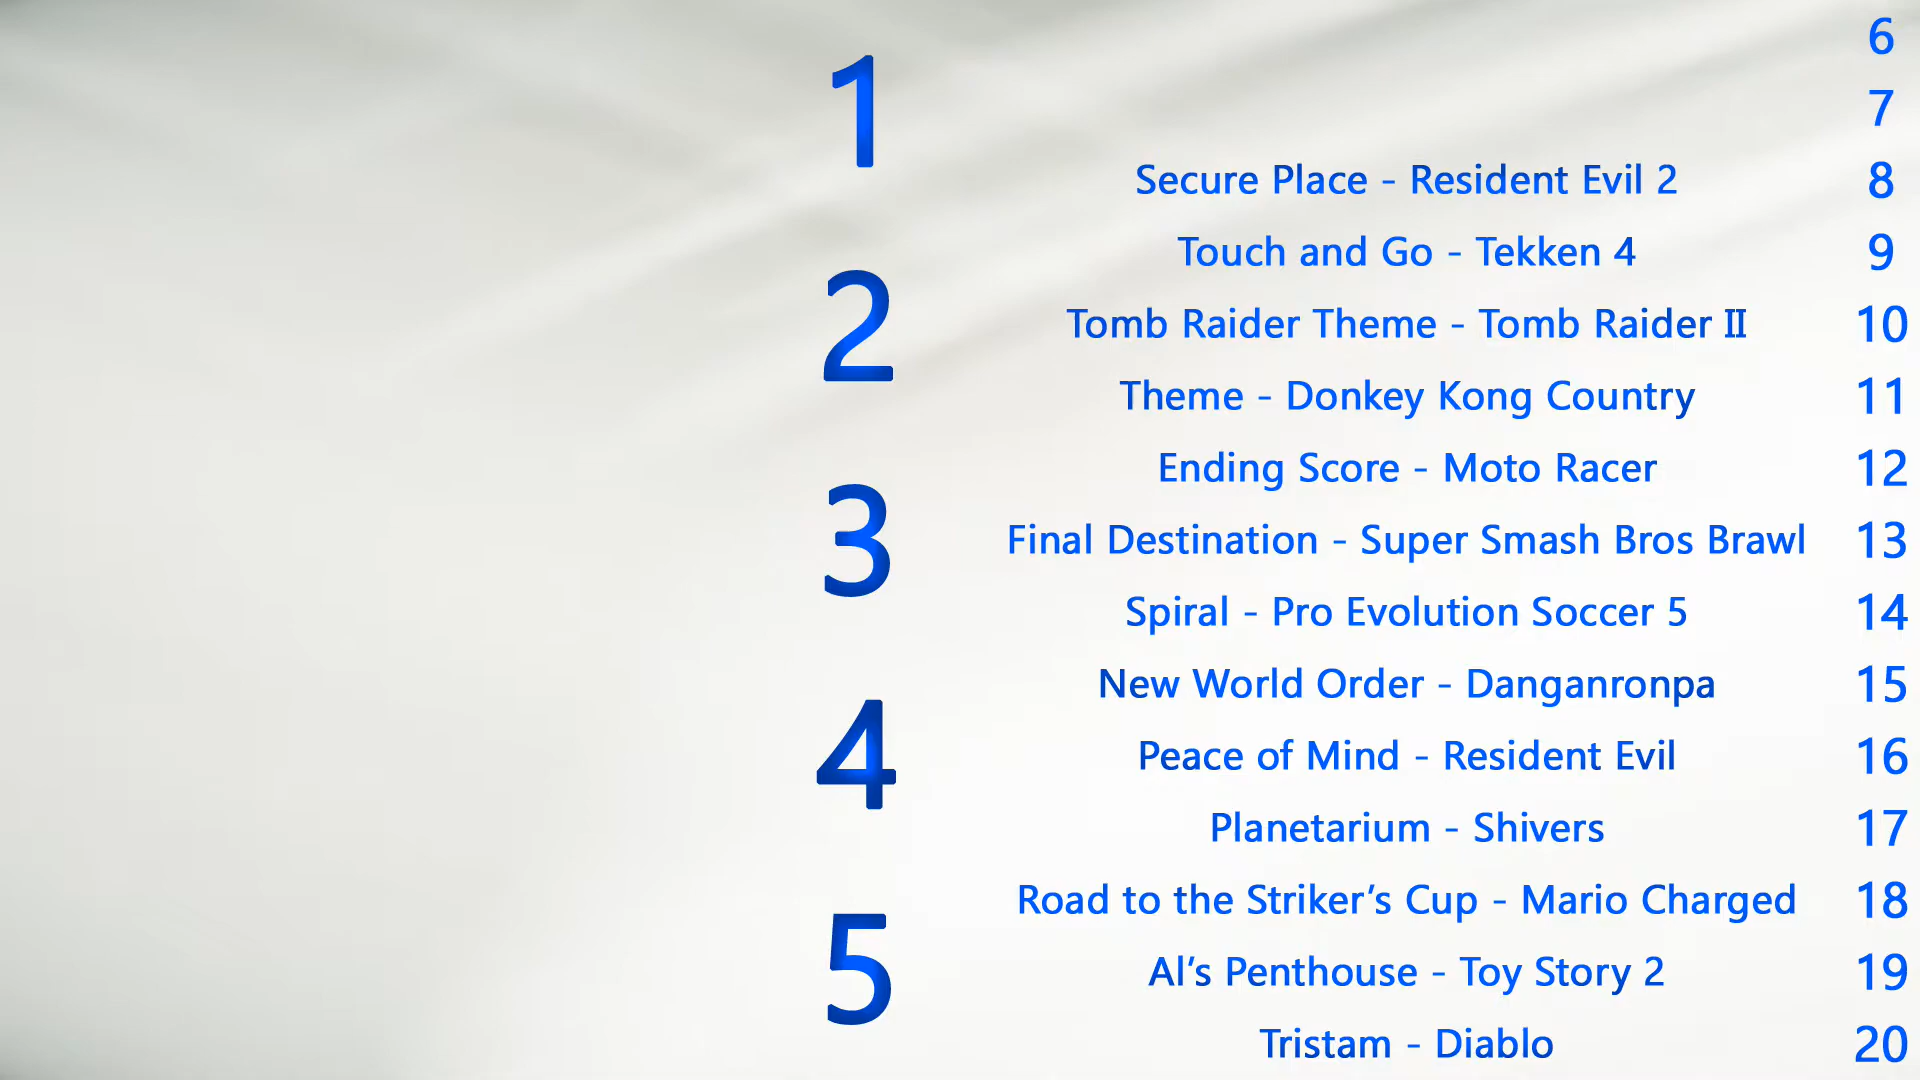 1
2
3
4
5
6
7
Secure Place - Resident Evil 2 8
Touch and Go - Tekken 4 9
Tomb Raider Theme - Tomb Raider II 10
Theme - Donkey Kong Country 11
Ending Score - Moto Racer 12
Final Destination - Super Smash Bros Brawl 13
Spiral - Pro Evolution Soccer 5 14
New World Order - Danganronpa 15
Peace of Mind - Resident Evil 16
Planetarium - Shivers 17
Road to the Striker’s Cup - Mario Charged 18
Al’s Penthouse - Toy Story 2 19
Tristam - Diablo 20